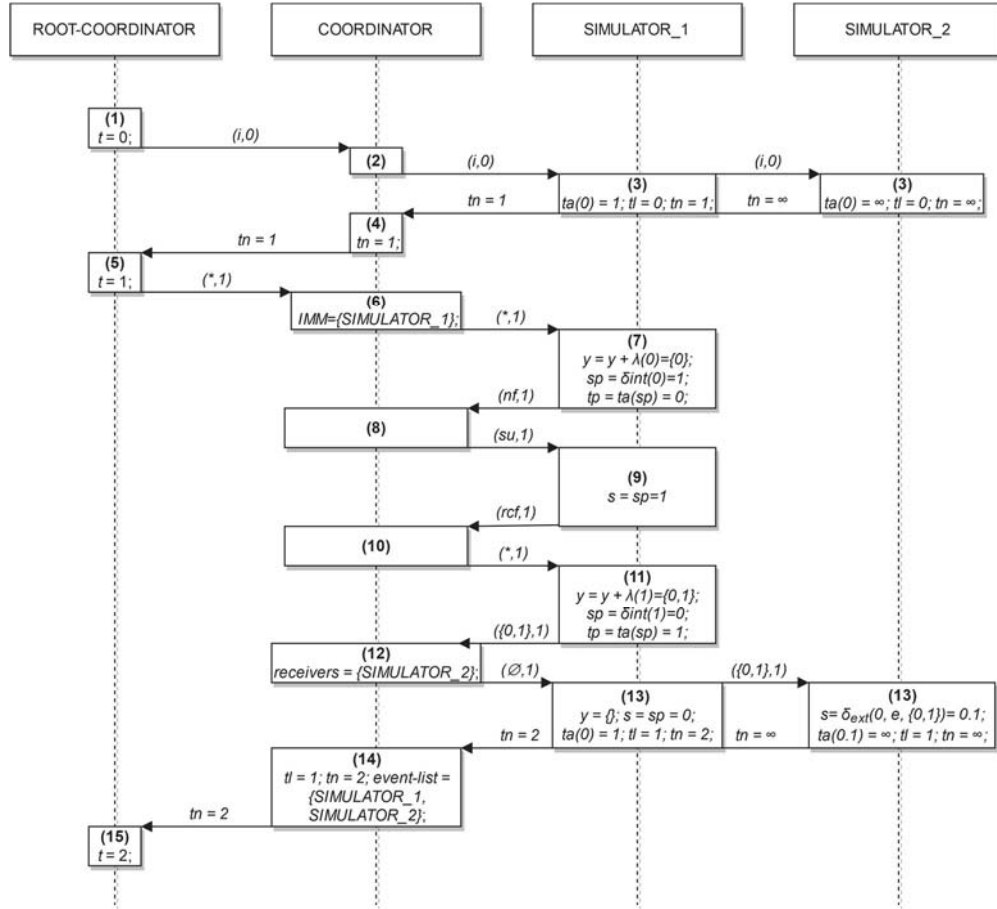 ROOT-COORDINATOR
COORDINATOR
SIMULATOR_1
SIMULATOR_2
(1)
t = 0;
(i,0)
(2)
(i,0)
(i,0)
(3)
ta(0) = 1; tl = 0; tn = 1;
(3)
ta(0) = ∞; tl = 0; tn = ∞;
tn = 1
tn = ∞
(4)
tn = 1;
tn = 1
(5)
t = 1;
(*,1)
(6)
IMM={SIMULATOR_1};
(*,1)
(7)
y = y + λ(0)={0};
sp = δint(0)=1;
tp = ta(sp) = 0;
(nf,1)
(8)
(su,1)
(9)
s = sp=1
(rcf,1)
(10)
(*,1)
(11)
y = y + λ(1)={0,1};
sp = δint(1)=0;
tp = ta(sp) = 1;
({0,1},1)
(12)
receivers = {SIMULATOR_2};
(∅,1)
({0,1},1)
(13)
y = {}; s = sp = 0;
ta(0) = 1; tl = 1; tn = 2;
(13)
s= δext(0, e, {0,1})= 0.1;
ta(0.1) = ∞; tl = 1; tn = ∞;
tn = 2
tn = ∞
(14)
tl = 1; tn = 2; event-list =
{SIMULATOR_1,
SIMULATOR_2};
tn = 2
(15)
t = 2;